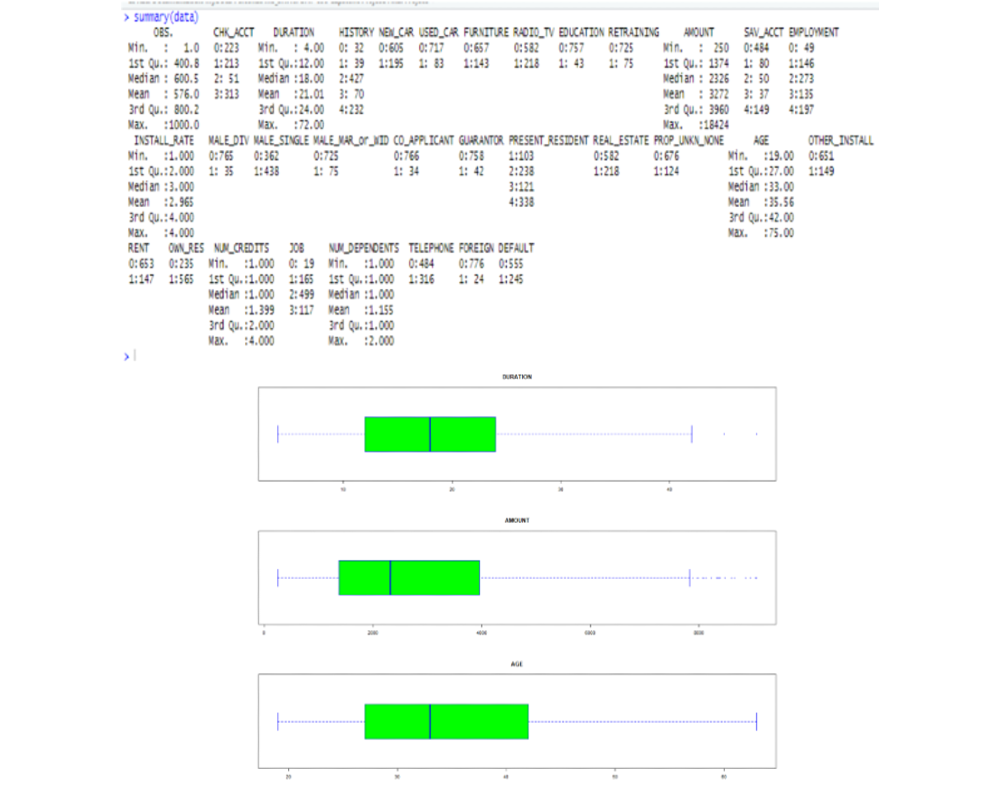 > summary(data)
OBS. CHK_ACCT DURATION HISTORY NEW_CAR USED_CAR FURNITURE RADIO_TV EDUCATION RETRAINING AMOUNT SAV_ACCT EMPLOYMENT
Min. : 1.0 0:223 Min. : 4.00 0: 32 0:605 0:717 0:657 0:582 0:757 0:725 Min. : 250 0:484 0: 49
1st Qu.: 400.8 1:213 1st Qu.:12.00 1: 39 1:195 1: 83 1:143 1:218 1: 43 1: 75 1st Qu.: 1374 1: 80 1:146
Median : 600.5 2: 51 Median :18.00 2:427 Median : 2326 2: 50 2:273
Mean : 576.0 3:313 Mean :21.01 3: 70 Mean : 3272 3: 37 3:135
3rd Qu.: 800.2 3rd Qu.:24.00 4:232 3rd Qu.: 3960 4:149 4:197
Max. :1000.0 Max. :72.00 Max. :18424
INSTALL_RATE MALE_DIV MALE_SINGLE MALE_MAR_or_WID CO_APPLICANT GUARANTOR PRESENT_RESIDENT REAL_ESTATE PROP_UNKN_NONE AGE OTHER_INSTALL
Min. :1.000 0:765 0:362 0:725 0:766 0:758 1:103 0:582 0:676 Min. :19.00 0:651
1st Qu.:2.000 1: 35 1:438 1: 75 1: 34 1: 42 2:238 1:218 1:124 1st Qu.:27.00 1:149
Median :3.000 3:121 Median :33.00
Mean :2.965 4:338 Mean :35.56
3rd Qu.:4.000 3rd Qu.:42.00
Max. :4.000 Max. :75.00
RENT OWN_RES NUM_CREDITS JOB NUM_DEPENDENTS TELEPHONE FOREIGN DEFAULT
0:653 0:235 Min. :1.000 0: 19 Min. :1.000 0:484 0:776 0:555
1:147 1:565 1st Qu.:1.000 1:165 1st Qu.:1.000 1:316 1: 24 1:245
Median :1.000 2:499 Median :1.000
Mean :1.399 3:117 Mean :1.155
3rd Qu.:2.000 3rd Qu.:1.000
Max. :4.000 Max. :2.000
>
DURATION
10 20 30 40
AMOUNT
0 2000 4000 6000 8000
AGE
20 30 40 50 60